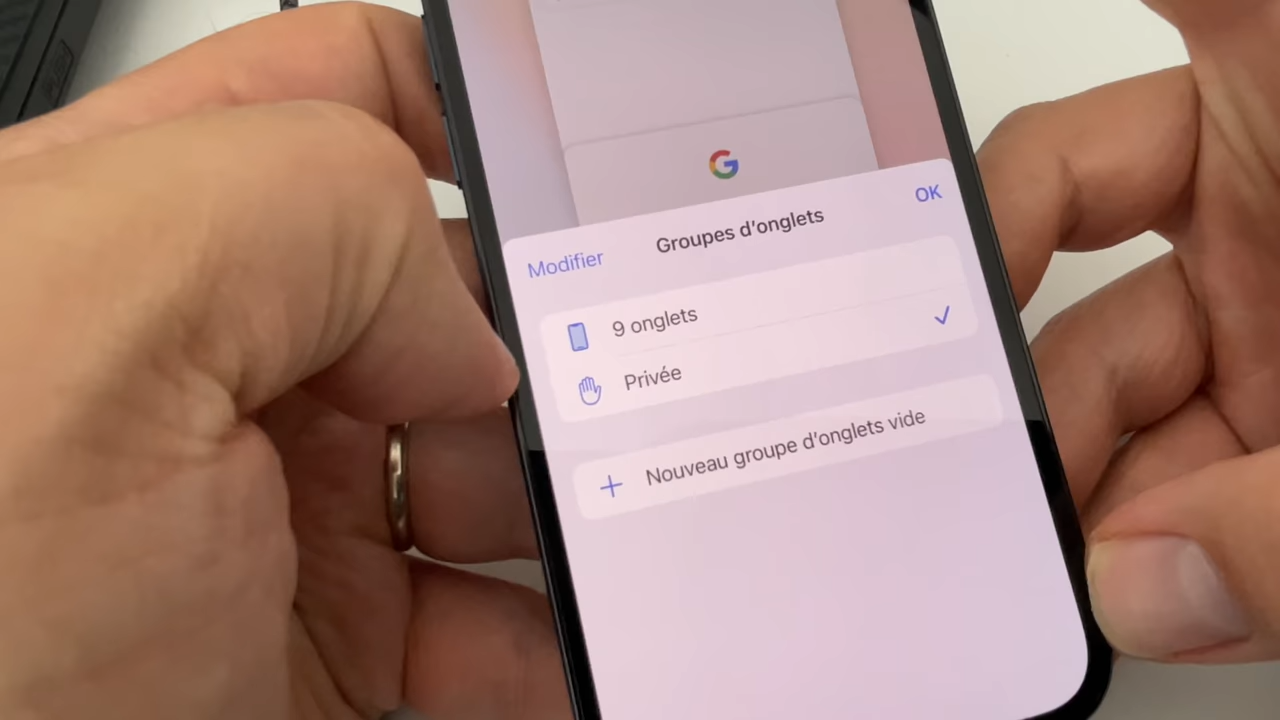 G
OK
Groupes d'onglets
Modifier
9 onglets
Privée
Nouveau groupe d'onglets vide